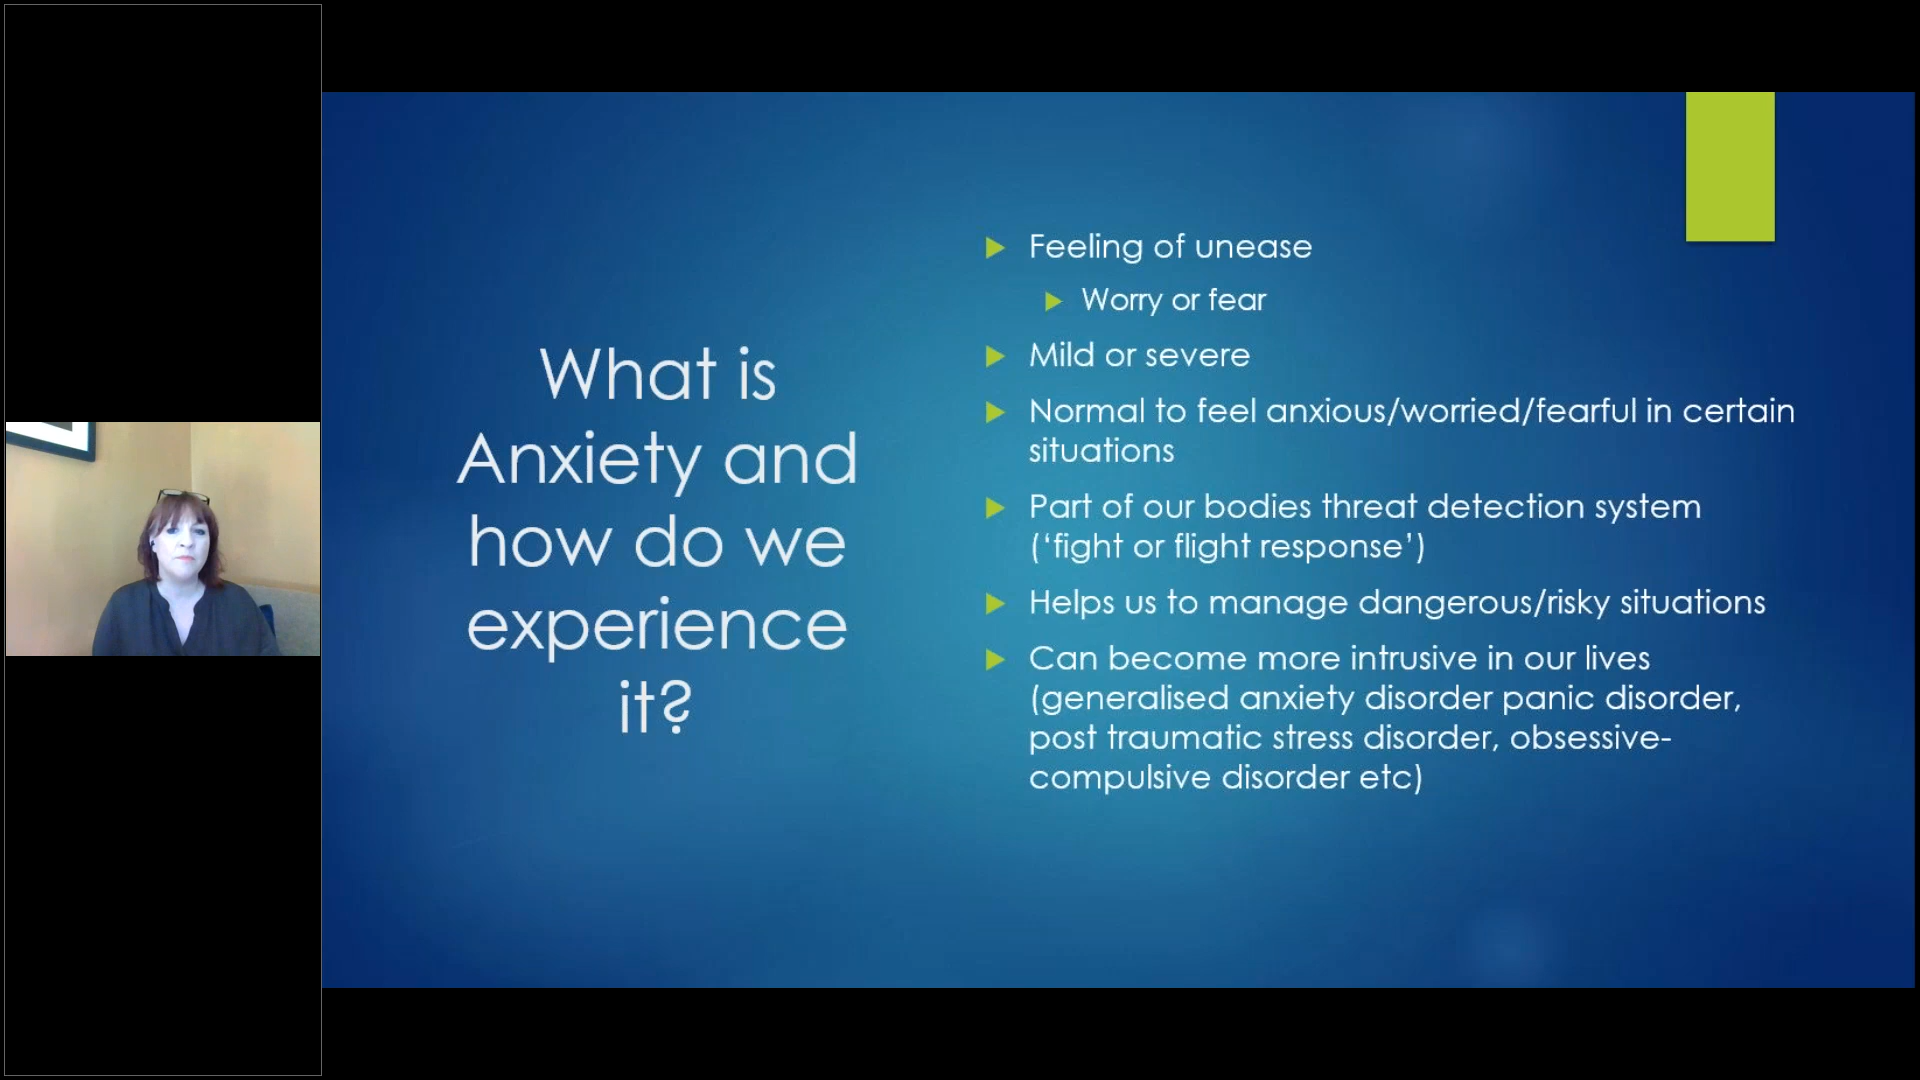 What is
Anxiety and
how do we
experience
it?
Feeling of unease
Worry or fear
Mild or severe
Normal to feel anxious/worried/fearful in certain
situations
Part of our bodies threat detection system
(‘fight or flight response’)
Helps us to manage dangerous/risky situations
Can become more intrusive in our lives
(generalised anxiety disorder panic disorder,
post traumatic stress disorder, obsessive-
compulsive disorder etc)